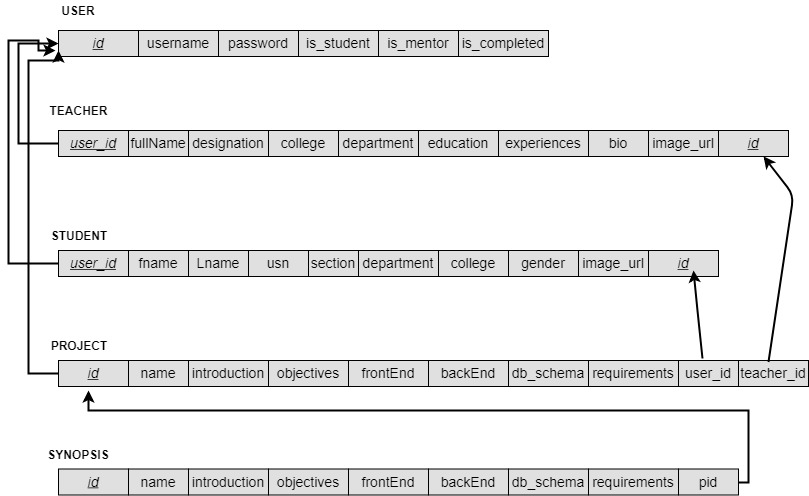 USER
id username password is_student is_mentor is_completed
TEACHER
user_id fullName designation college department education experiences bio image_url id
STUDENT
user_id fname Lname usn section department college gender image_url id
PROJECT
id name introduction objectives frontEnd backEnd db_schema requirements user_id teacher_id
SYNOPSIS
id name introduction objectives frontEnd backEnd db_schema requirements pid